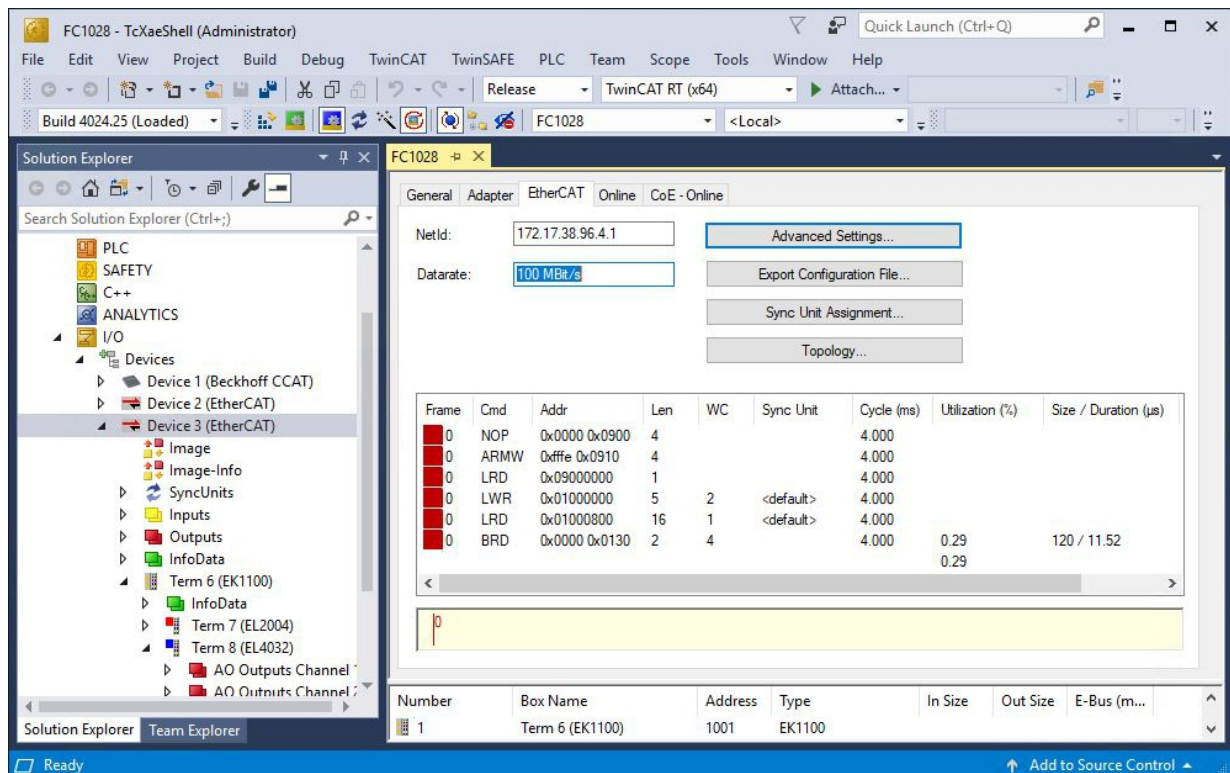 FC1028 - TcXaeShell (Administrator)
Quick Launch (Ctrl+Q)
File Edit View Project Build Debug TwinCAT TwinSAFE PLC Team Scope Tools Window Help
Release TwinCAT RT (x64) Attach...
Build 4024.25 (Loaded) FC1028 <Local>
Solution Explorer
Search Solution Explorer (Ctrl+;)
PLC
SAFETY
C++
ANALYTICS
I/O
Devices
Device 1 (Beckhoff CCAT)
Device 2 (EtherCAT)
Device 3 (EtherCAT)
Image
Image-Info
SyncUnits
Inputs
Outputs
InfoData
Term 6 (EK1100)
InfoData
Term 7 (EL2004)
Term 8 (EL4032)
AO Outputs Channel
AO Outputs Channel
Solution Explorer Team Explorer
FC1028
General Adapter EtherCAT Online CoE - Online
NetId: 172.17.38.96.4.1 Advanced Settings...
Datarate: 100 MBit/s Export Configuration File...
Sync Unit Assignment...
Topology...
Frame Cmd Addr Len WC Sync Unit Cycle (ms) Utilization (%) Size / Duration (µs)
0 NOP 0x0000 0x0900 4 4.000
0 ARMW 0xfffe 0x0910 4 4.000
0 LRD 0x09000000 1 4.000
0 LWR 0x01000000 5 2 <default> 4.000
0 LRD 0x01000800 16 1 <default> 4.000
0 BRD 0x0000 0x0130 2 4 4.000 0.29 120 / 11.52
0.29
0
Number Box Name Address Type In Size Out Size E-Bus (m...
1 Term 6 (EK1100) 1001 EK1100
Ready Add to Source Control